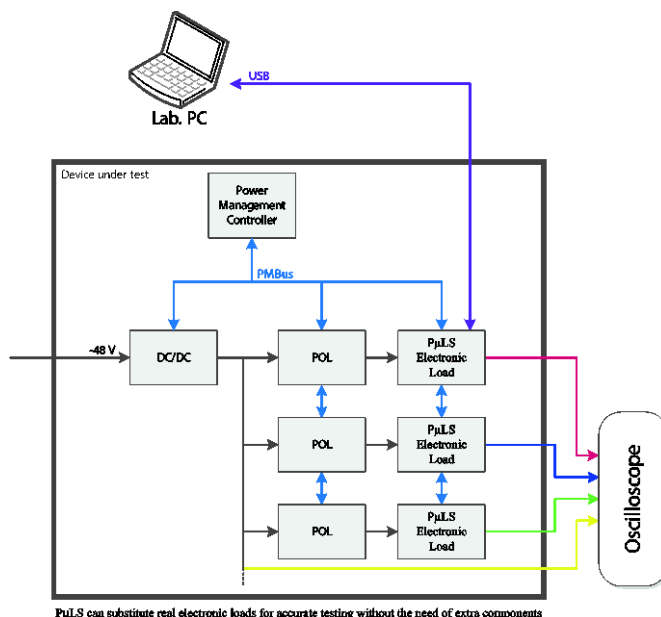 USB
Lab. PC
Device under test
Power
Management
Controller
PMBus
-48 V
DC/DC
POL
PµLS
Electronic
Load
POL
PµLS
Electronic
Load
POL
PµLS
Electronic
Load
Oscilloscope
PµLS can substitute real electronic loads for accurate testing without the need of extra components